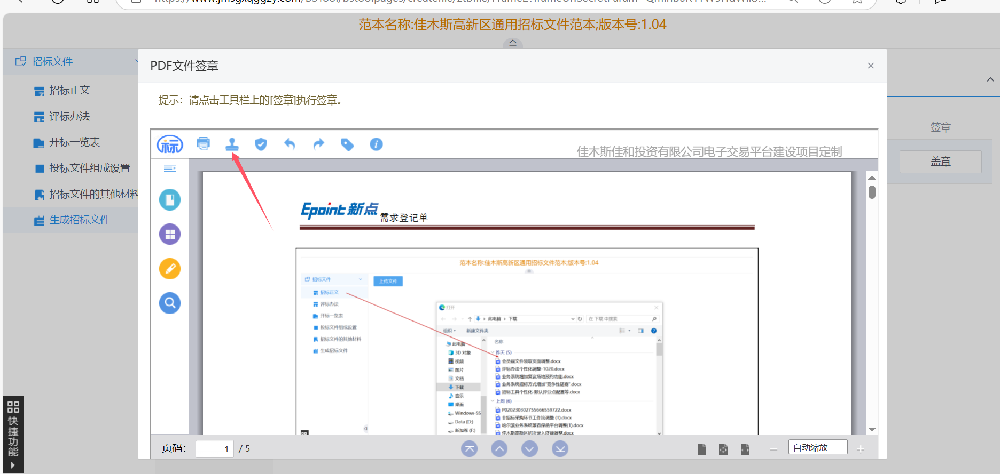 范本名称:佳木斯高新区通用招标文件范本;版本号:1.04
招标文件
招标正文
评标办法
开标一览表
投标文件组成设置
招标文件的其他材料
生成招标文件
快捷功能
PDF文件签章
提示：请点击工具栏上的[签章]执行签章。
标
佳木斯佳和投资有限公司电子交易平台建设项目定制
签章
盖章
Epoint 新点
需求登记单
范本名称:佳木斯高新区通用招标文件范本;版本号:1.04
招标文件
上传文件
招标正文
评标办法
开标一览表
投标文件组成设置
招标文件的其他材料
生成招标文件
打开
此电脑 › 下载
在 下载 中搜索
组织
新建文件夹
此电脑
3D 对象
视频
图片
文档
下载
音乐
桌面
Windows-SS
Data (D:)
新加卷 (F:)
名称
昨天 (5)
会员端文件领取页面调整.docx
评标办法个性化调整-1020.docx
业务系统增加复议场地预约功能.docx
业务系统招标方式增加"竞争性磋商".docx
招标工具个性化-默认评分点配置等.docx
上周 (6)
P020230302755666559722.docx
非招标采购环节工作流调整 (1).docx
哈尔滨业务系统兼容保函平台调整(1).docx
佳木斯高新区初次录入终端调整.docx
页码：
1
/ 5
自动缩放